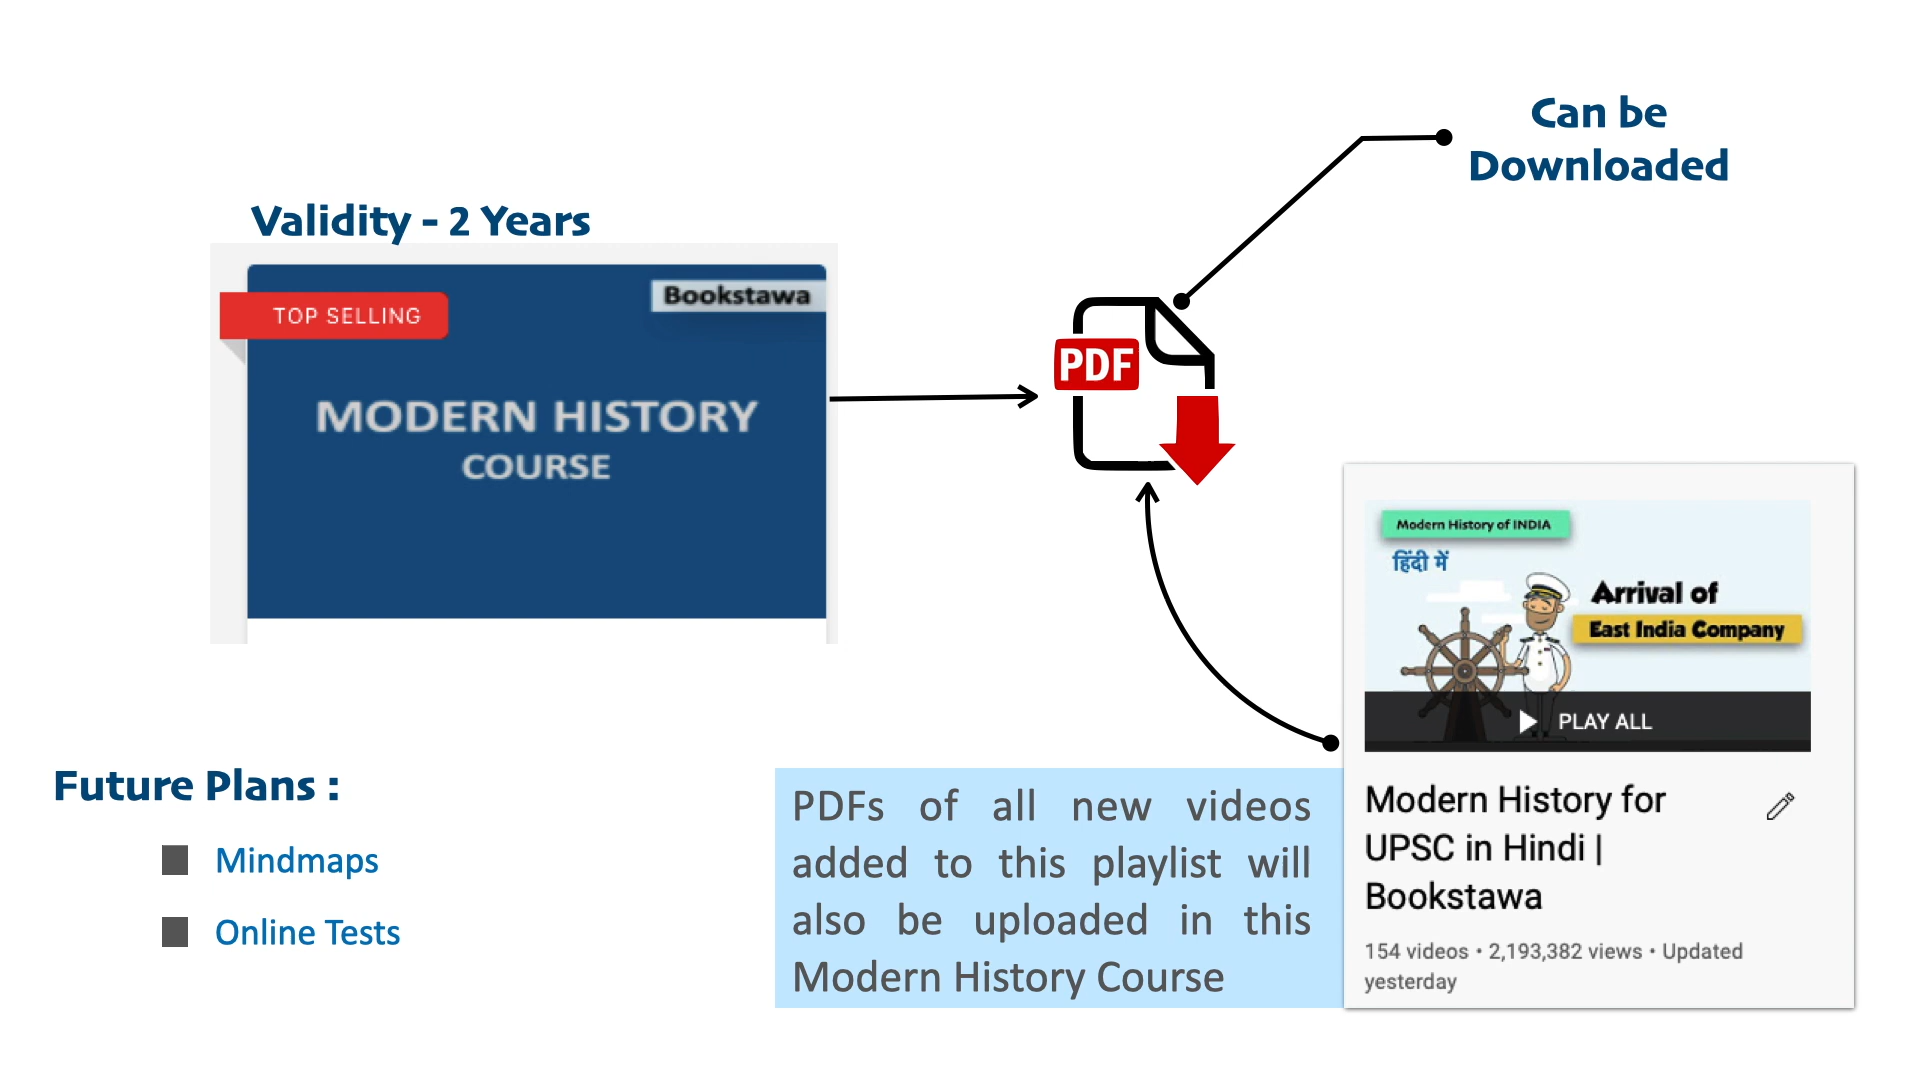 Can be
Downloaded
Validity - 2 Years
TOP SELLING
Bookstawa
MODERN HISTORY
COURSE
PDF
Modern History of INDIA
हिंदी में
Arrival of
East India Company
PLAY ALL
Modern History for
UPSC in Hindi |
Bookstawa
154 videos • 2,193,382 views • Updated
yesterday
PDFs of all new videos
added to this playlist will
also be uploaded in this
Modern History Course
Future Plans :
Mindmaps
Online Tests